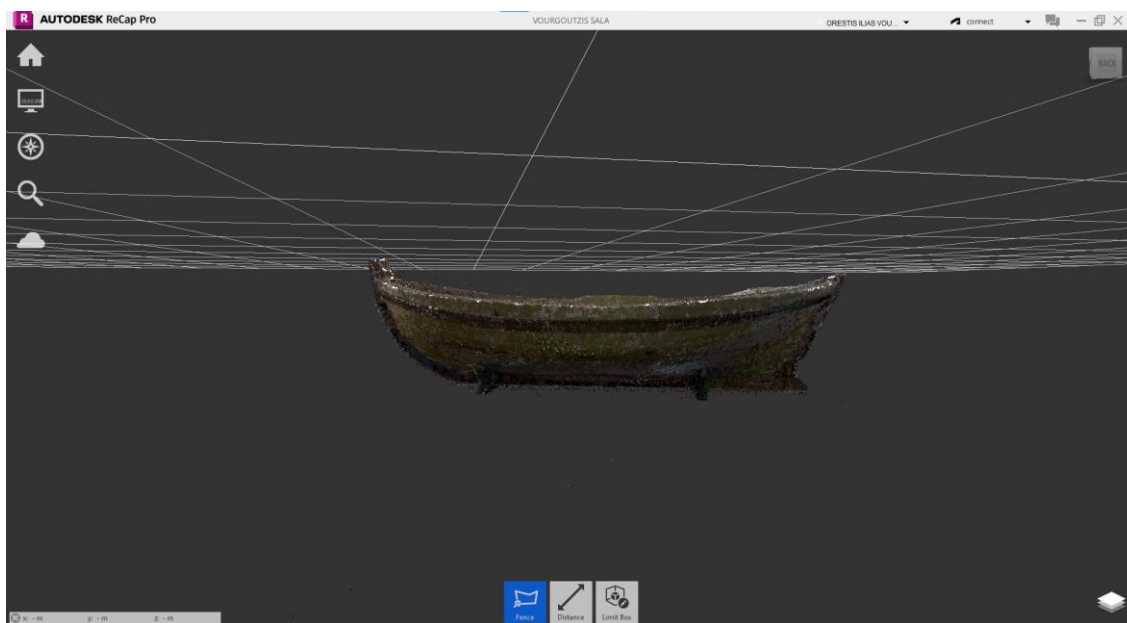 R AUTODESK ReCap Pro VOURGOUTZIS SALA ORESTIS ILIAS VOU... connect
BACK
Fence Distance Limit Box
x: - m y: - m z: - m